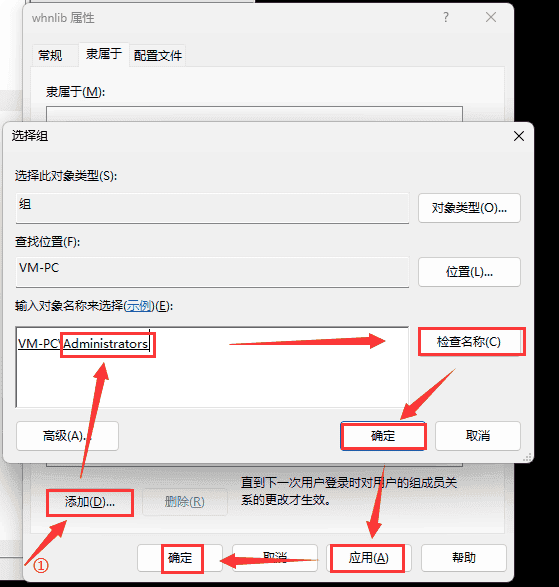 whnlib 属性
常规 隶属于 配置文件
隶属于(M):
选择组
选择此对象类型(S):
组
对象类型(O)...
查找位置(F):
VM-PC
位置(L)...
输入对象名称来选择(示例)(E):
VM-PC\Administrators
检查名称(C)
高级(A)...
确定
取消
添加(D)...
删除(R)
直到下一次用户登录时对用户的组成员关
系的更改才生效。
①
确定
取消
应用(A)
帮助